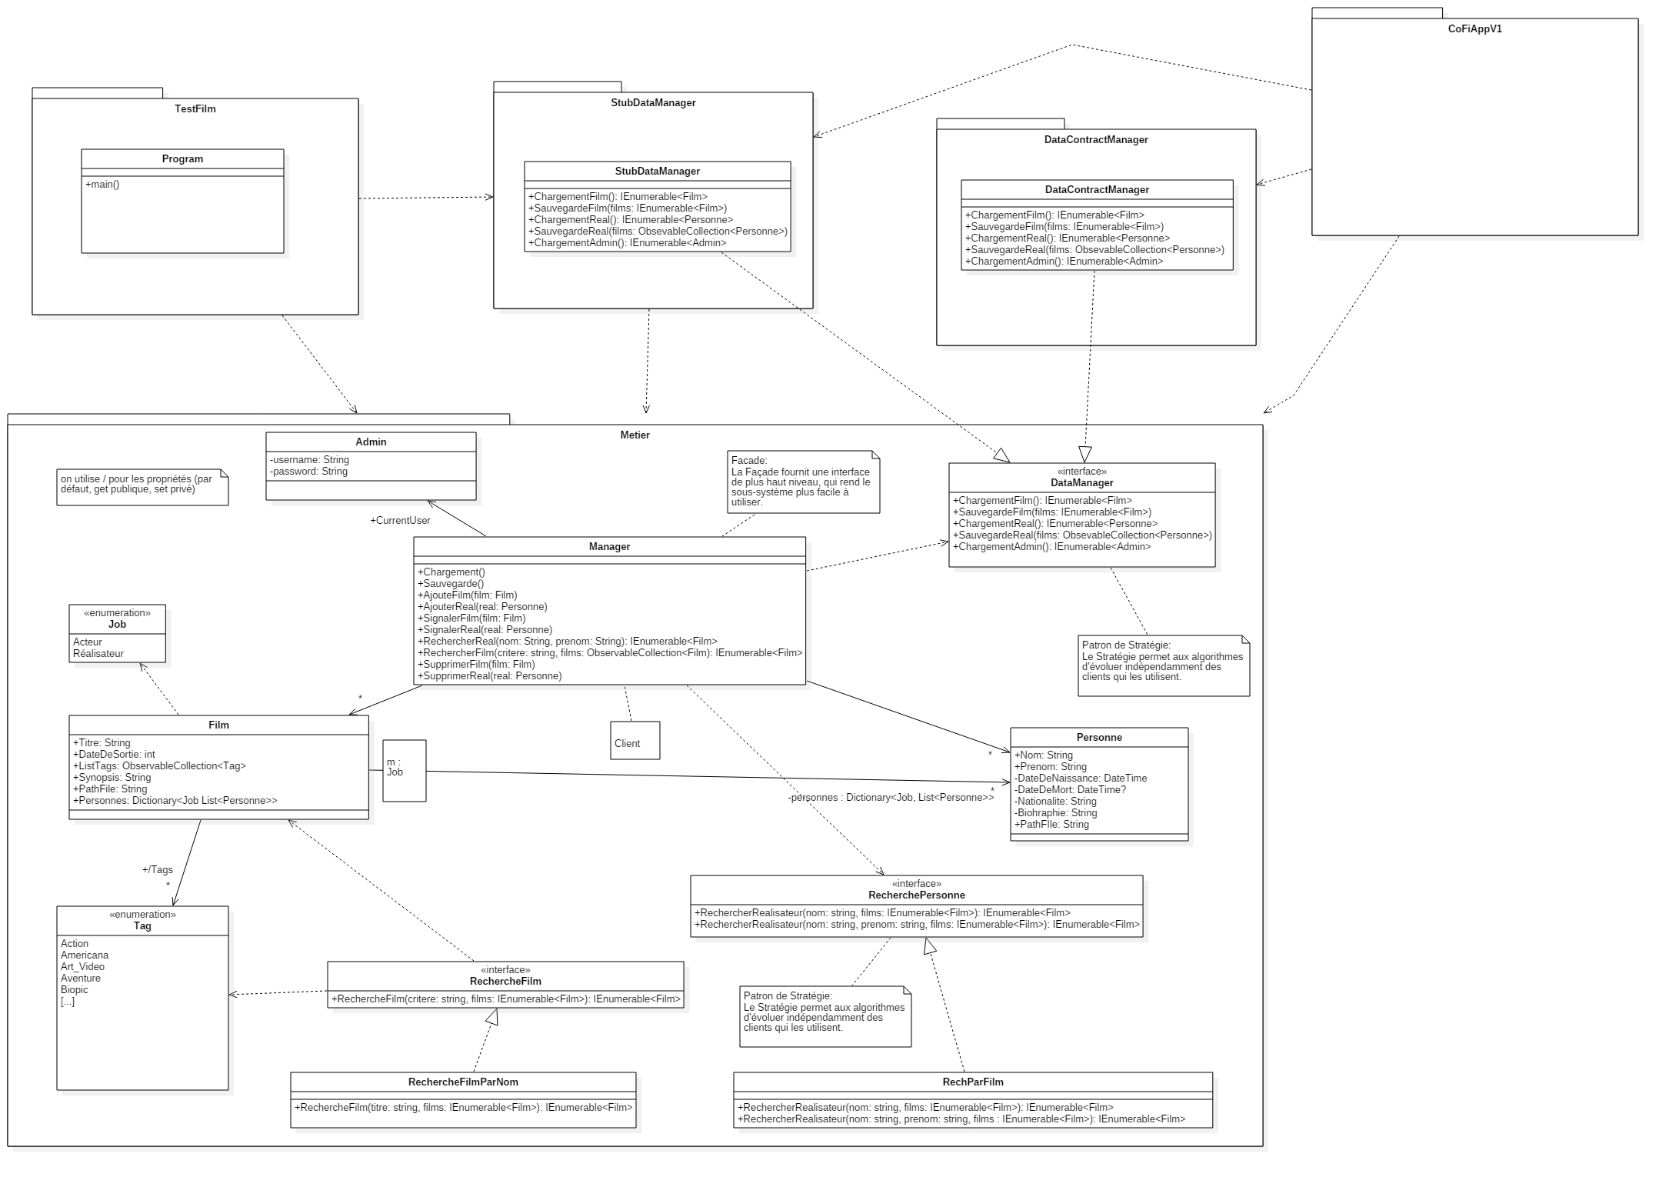 CoFiAppV1
TestFilm
Program
+main()
StubDataManager
StubDataManager
+ChargementFilm(): IEnumerable<Film>
+SauvegardeFilm(films: IEnumerable<Film>)
+ChargementReal(): IEnumerable<Personne>
+SauvegardeReal(films: ObsevableCollection<Personne>)
+ChargementAdmin(): IEnumerable<Admin>
DataContractManager
DataContractManager
+ChargementFilm(): IEnumerable<Film>
+SauvegardeFilm(films: IEnumerable<Film>)
+ChargementReal(): IEnumerable<Personne>
+SauvegardeReal(films: ObsevableCollection<Personne>)
+ChargementAdmin(): IEnumerable<Admin>
Metier
on utilise / pour les propriétés (par
défaut, get publique, set privé)
Admin
-username: String
-password: String
+CurrentUser
Facade:
La Façade fournit une interface
de plus haut niveau, qui rend le
sous-système plus facile à
utiliser.
«interface»
DataManager
+ChargementFilm(): IEnumerable<Film>
+SauvegardeFilm(films: IEnumerable<Film>)
+ChargementReal(): IEnumerable<Personne>
+SauvegardeReal(films: ObsevableCollection<Personne>)
+ChargementAdmin(): IEnumerable<Admin>
Manager
+Chargement()
+Sauvegarde()
+AjouteFilm(film: Film)
+AjouterReal(real: Personne)
+SignalerFilm(film: Film)
+SignalerReal(real: Personne)
+RechercherReal(nom: String, prenom: String): IEnumerable<Film>
+RechercherFilm(critere: string, films: ObservableCollection<Film): IEnumerable<Film>
+SupprimerFilm(film: Film)
+SupprimerReal(real: Personne)
«enumeration»
Job
Acteur
Réalisateur
Patron de Stratégie:
Le Stratégie permet aux algorithmes
d'évoluer indépendamment des
clients qui les utilisent.
*
Film
+Titre: String
+DateDeSortie: int
+ListTags: ObservableCollection<Tag>
+Synopsis: String
+PathFile: String
+Personnes: Dictionary<Job List<Personne>>
m :
Job
Client
*
*
-personnes : Dictionary<Job, List<Personne>>
Personne
+Nom: String
+Prenom: String
-DateDeNaissance: DateTime
-DateDeMort: DateTime?
-Nationalite: String
-Biohraphie: String
+PathFIle: String
+/Tags
*
«enumeration»
Tag
Action
Americana
Art_Video
Aventure
Biopic
[...]
«interface»
RecherchePersonne
+RechercherRealisateur(nom: string, films: IEnumerable<Film>): IEnumerable<Film>
+RechercherRealisateur(nom: string, prenom: string, films: IEnumerable<Film>): IEnumerable<Film>
«interface»
RechercheFilm
+RechercheFilm(critere: string, films: IEnumerable<Film>): IEnumerable<Film>
Patron de Stratégie:
Le Stratégie permet aux algorithmes
d'évoluer indépendamment des
clients qui les utilisent.
RechercheFilmParNom
+RechercheFilm(titre: string, films: IEnumerable<Film>): IEnumerable<Film>
RechParFilm
+RechercherRealisateur(nom: string, films: IEnumerable<Film>): IEnumerable<Film>
+RechercherRealisateur(nom: string, prenom: string, films : IEnumerable<Film>): IEnumerable<Film>